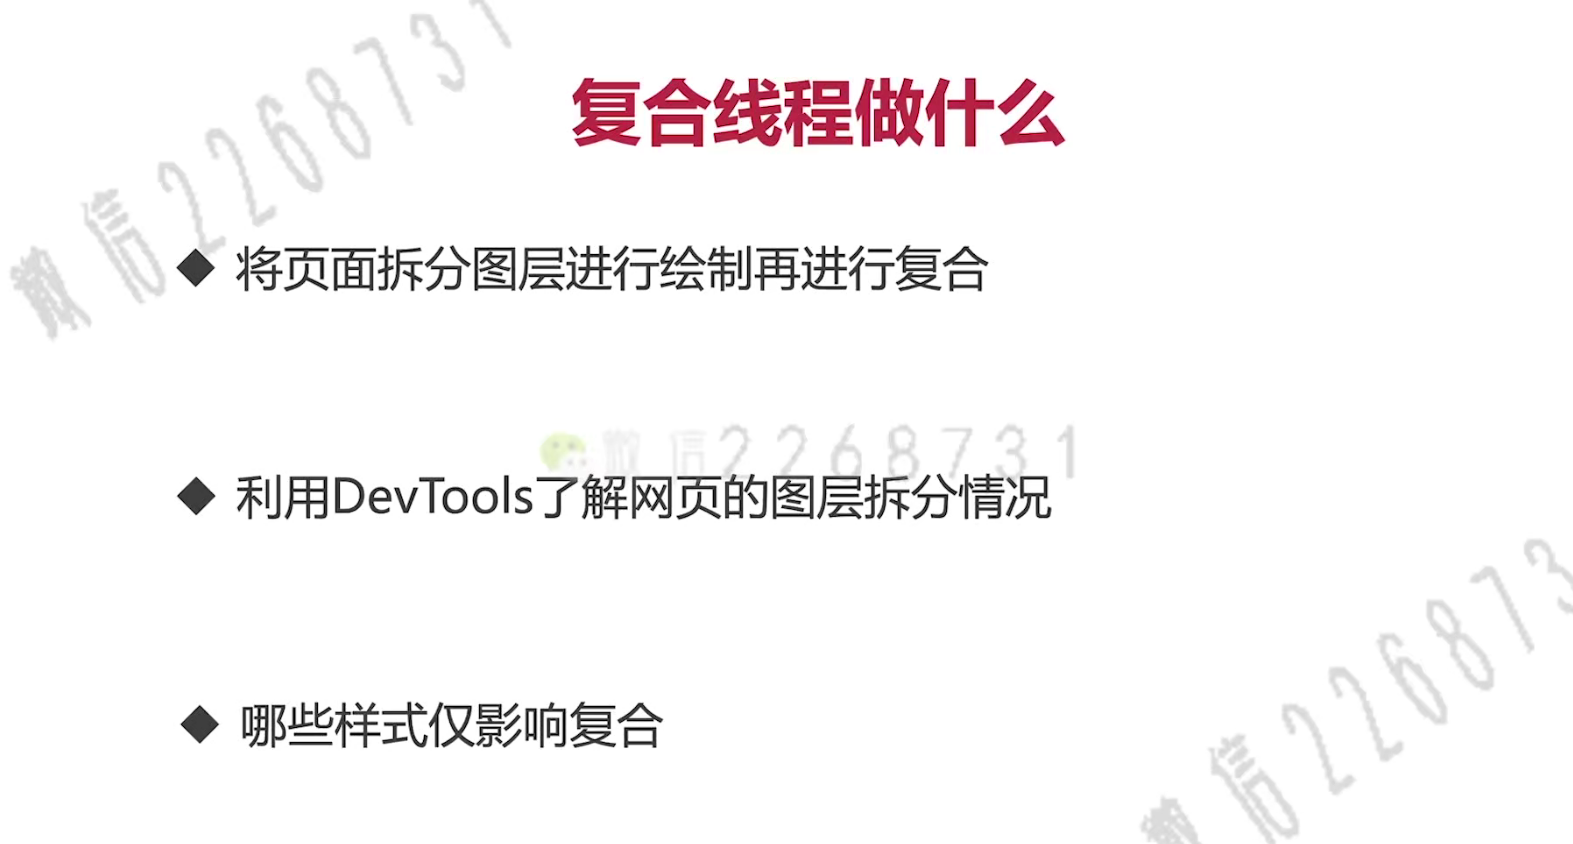 微信2268731
复合线程做什么
◆ 将页面拆分图层进行绘制再进行复合
微信2268731
◆ 利用DevTools了解网页的图层拆分情况
◆ 哪些样式仅影响复合
微信226873